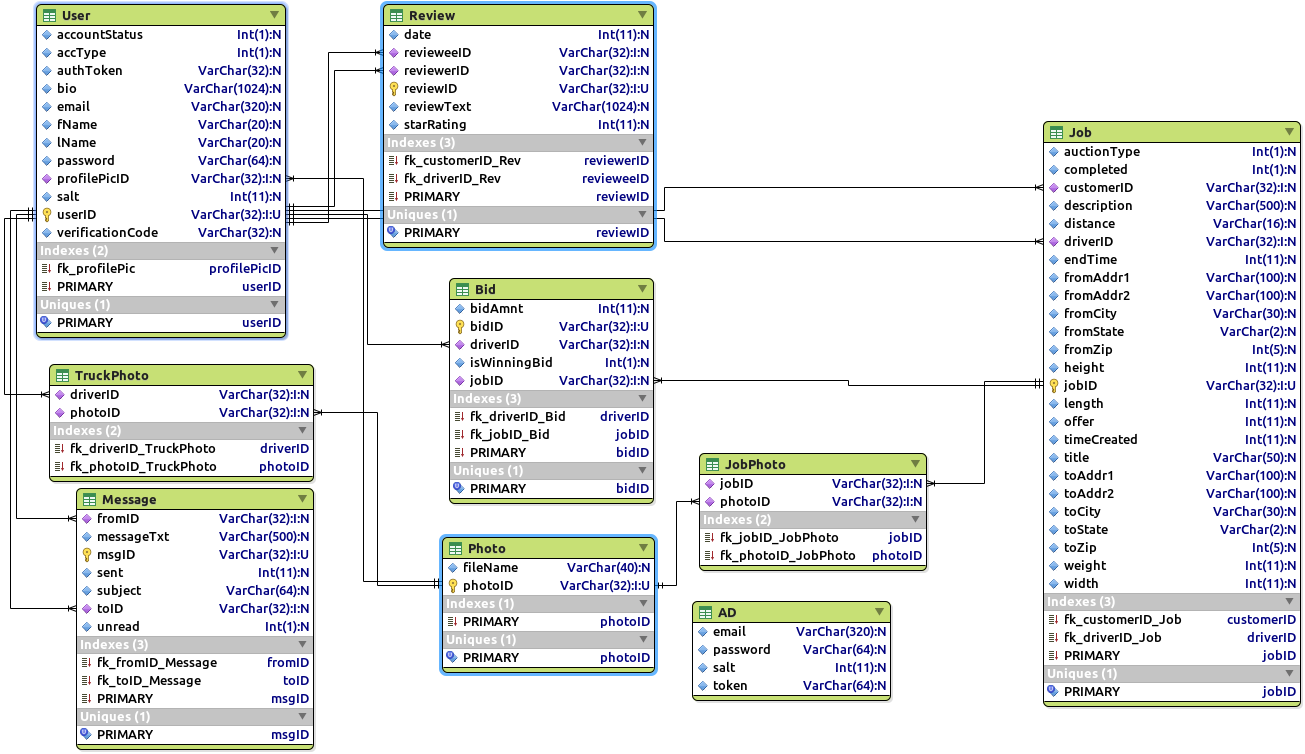 User
accountStatus Int(1):N
accType Int(1):N
authToken VarChar(32):N
bio VarChar(1024):N
email VarChar(320):N
fName VarChar(20):N
lName VarChar(20):N
password VarChar(64):N
profilePicID VarChar(32):I:N
salt Int(11):N
userID VarChar(32):I:U
verificationCode VarChar(32):N
Indexes (2)
fk_profilePic profilePicID
PRIMARY userID
Uniques (1)
PRIMARY userID
Review
date Int(11):N
revieweeID VarChar(32):I:N
reviewerID VarChar(32):I:N
reviewID VarChar(32):I:U
reviewText VarChar(1024):N
starRating Int(11):N
Indexes (3)
fk_customerID_Rev reviewerID
fk_driverID_Rev revieweeID
PRIMARY reviewID
Uniques (1)
PRIMARY reviewID
Job
auctionType Int(1):N
completed Int(1):N
customerID VarChar(32):I:N
description VarChar(500):N
distance VarChar(16):N
driverID VarChar(32):I:N
endTime Int(11):N
fromAddr1 VarChar(100):N
fromAddr2 VarChar(100):N
fromCity VarChar(30):N
fromState VarChar(2):N
fromZip Int(5):N
height Int(11):N
jobID VarChar(32):I:U
length Int(11):N
offer Int(11):N
timeCreated Int(11):N
title VarChar(50):N
toAddr1 VarChar(100):N
toAddr2 VarChar(100):N
toCity VarChar(30):N
toState VarChar(2):N
toZip Int(5):N
weight Int(11):N
width Int(11):N
Indexes (3)
fk_customerID_Job customerID
fk_driverID_Job driverID
PRIMARY jobID
Uniques (1)
PRIMARY jobID
Bid
bidAmnt Int(11):N
bidID VarChar(32):I:U
driverID VarChar(32):I:N
isWinningBid Int(1):N
jobID VarChar(32):I:N
Indexes (3)
fk_driverID_Bid driverID
fk_jobID_Bid jobID
PRIMARY bidID
Uniques (1)
PRIMARY bidID
TruckPhoto
driverID VarChar(32):I:N
photoID VarChar(32):I:N
Indexes (2)
fk_driverID_TruckPhoto driverID
fk_photoID_TruckPhoto photoID
Message
fromID VarChar(32):I:N
messageTxt VarChar(500):N
msgID VarChar(32):I:U
sent Int(11):N
subject VarChar(64):N
toID VarChar(32):I:N
unread Int(1):N
Indexes (3)
fk_fromID_Message fromID
fk_toID_Message toID
PRIMARY msgID
Uniques (1)
PRIMARY msgID
JobPhoto
jobID VarChar(32):I:N
photoID VarChar(32):I:N
Indexes (2)
fk_jobID_JobPhoto jobID
fk_photoID_JobPhoto photoID
Photo
fileName VarChar(40):N
photoID VarChar(32):I:U
Indexes (1)
PRIMARY photoID
Uniques (1)
PRIMARY photoID
AD
email VarChar(320):N
password VarChar(64):N
salt Int(11):N
token VarChar(64):N